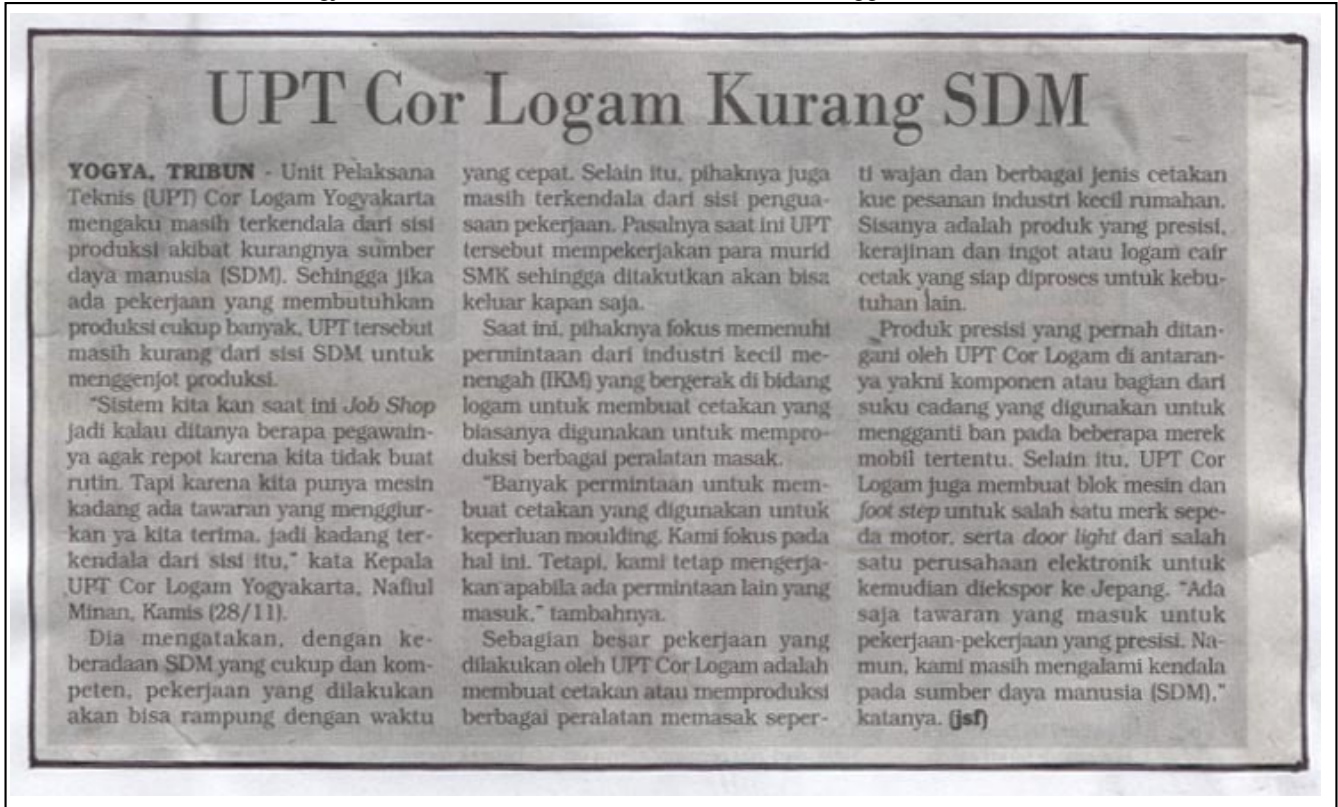 UPT Cor Logam Kurang SDM
YOGYA, TRIBUN - Unit Pelaksana
Teknis (UPT) Cor Logam Yogyakarta
mengaku masih terkendala dari sisi
produksi akibat kurangnya sumber
daya manusia (SDM). Sehingga jika
ada pekerjaan yang membutuhkan
produksi cukup banyak, UPT tersebut
masih kurang dari sisi SDM untuk
menggenjot produksi.
"Sistem kita kan saat ini Job Shop
jadi kalau ditanya berapa pegawain-
ya agak repot karena kita tidak buat
rutin. Tapi karena kita punya mesin
kadang ada tawaran yang menggiur-
kan ya kita terima, jadi kadang ter-
kendala dari sisi itu," kata Kepala
UPT Cor Logam Yogyakarta, Nafiul
Minan, Kamis (28/11).
Dia mengatakan, dengan ke-
beradaan SDM yang cukup dan kom-
peten, pekerjaan yang dilakukan
akan bisa rampung dengan waktu
yang cepat. Selain itu, pihaknya juga
masih terkendala dari sisi pengua-
saan pekerjaan. Pasalnya saat ini UPT
tersebut mempekerjakan para murid
SMK sehingga ditakutkan akan bisa
keluar kapan saja.
Saat ini, pihaknya fokus memenuhi
permintaan dari industri kecil me-
nengah (IKM) yang bergerak di bidang
logam untuk membuat cetakan yang
biasanya digunakan untuk mempro-
duksi berbagai peralatan masak.
"Banyak permintaan untuk mem-
buat cetakan yang digunakan untuk
keperluan moulding. Kami fokus pada
hal ini. Tetapi, kami tetap mengerja-
kan apabila ada permintaan lain yang
masuk," tambahnya.
Sebagian besar pekerjaan yang
dilakukan oleh UPT Cor Logam adalah
membuat cetakan atau memproduksi
berbagai peralatan memasak seper-
ti wajan dan berbagai jenis cetakan
kue pesanan industri kecil rumahan.
Sisanya adalah produk yang presisi,
kerajinan dan ingot atau logam cair
cetak yang siap diproses untuk kebu-
tuhan lain.
Produk presisi yang pernah ditan-
gani oleh UPT Cor Logam di antaran-
ya yakni komponen atau bagian dari
suku cadang yang digunakan untuk
mengganti ban pada beberapa merek
mobil tertentu. Selain itu, UPT Cor
Logam juga membuat blok mesin dan
foot step untuk salah satu merk sepe-
da motor, serta door light dari salah
satu perusahaan elektronik untuk
kemudian diekspor ke Jepang. "Ada
saja tawaran yang masuk untuk
pekerjaan-pekerjaan yang presisi. Na-
mun, kami masih mengalami kendala
pada sumber daya manusia (SDM),"
katanya. (jsf)